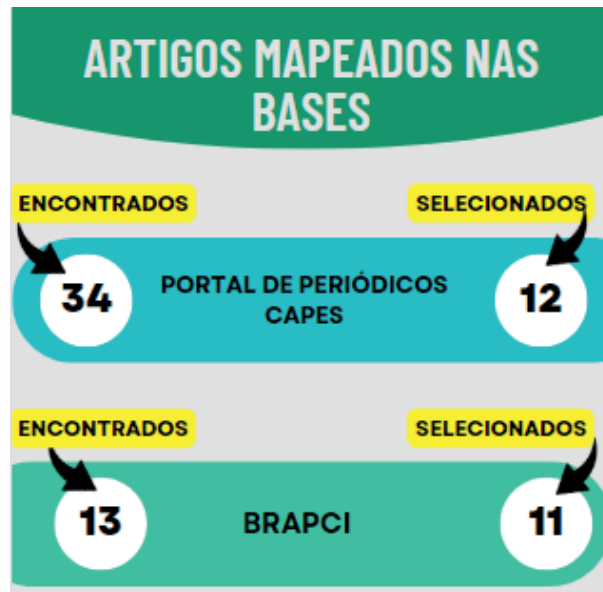 ARTIGOS MAPEADOS NAS
BASES
ENCONTRADOS
SELECIONADOS
34
PORTAL DE PERIÓDICOS
CAPES
12
ENCONTRADOS
SELECIONADOS
13
BRAPCI
11